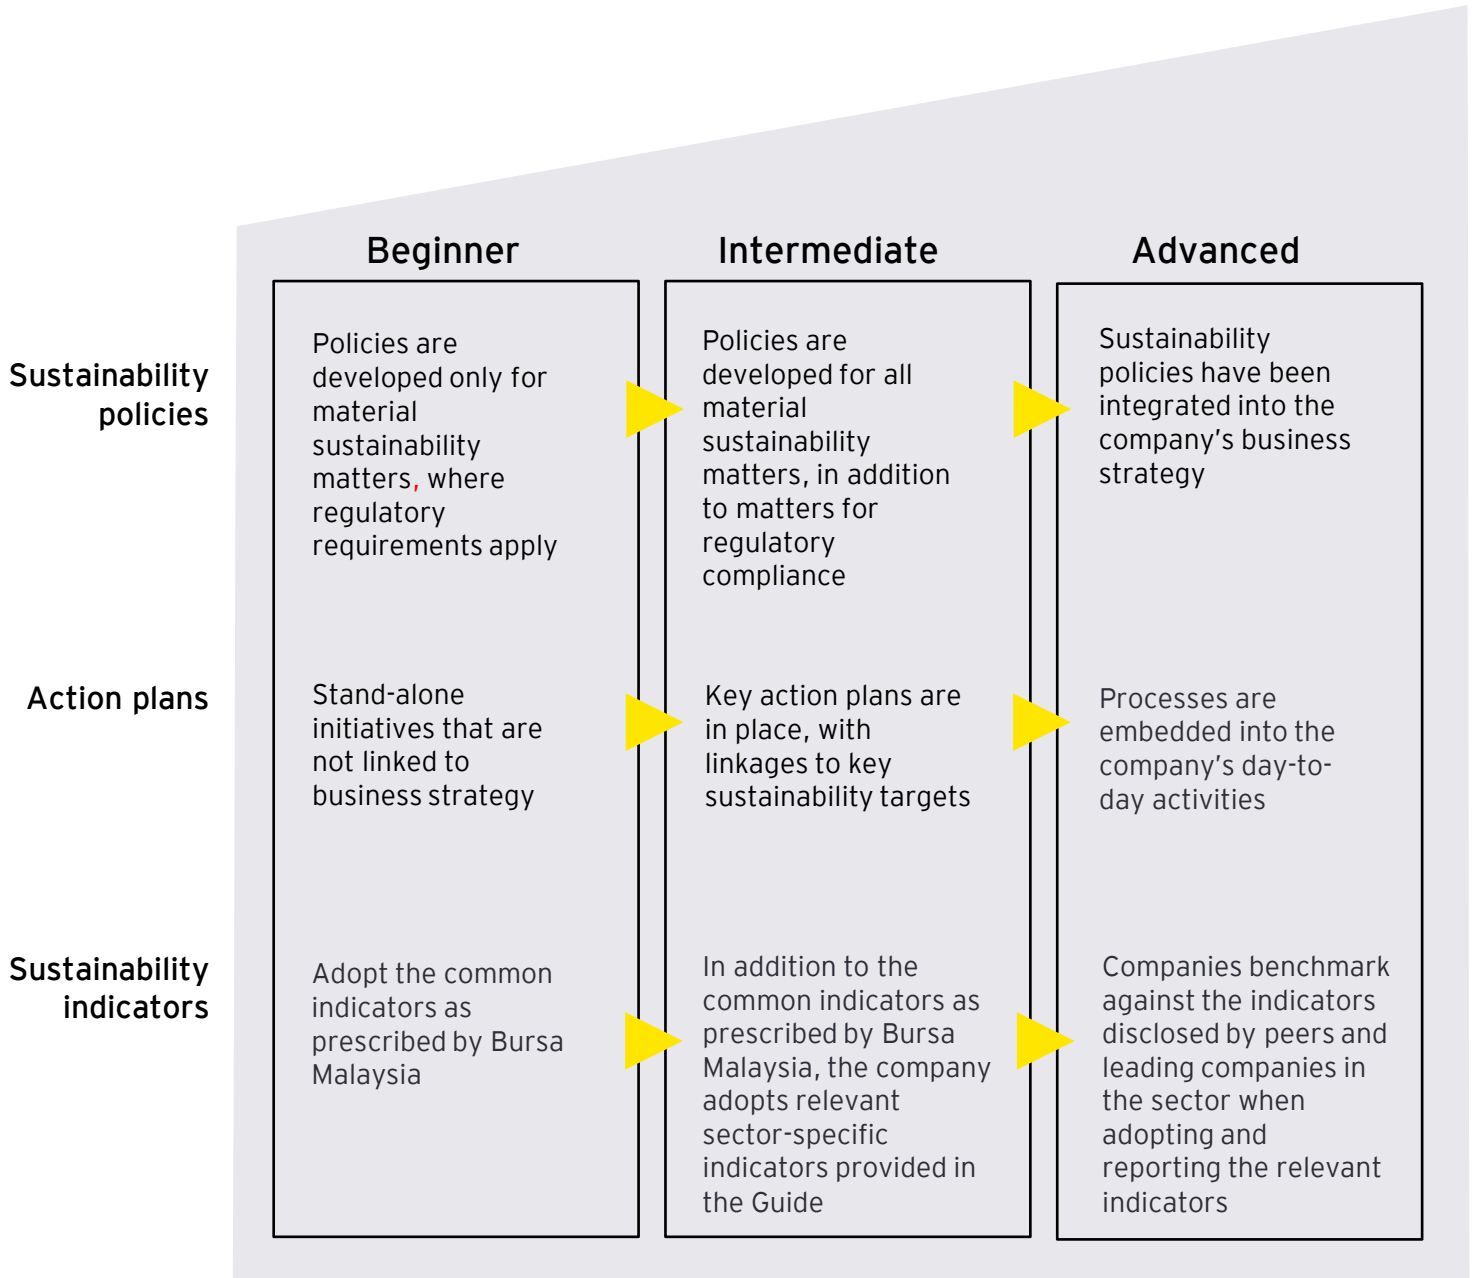 Beginner
Intermediate
Advanced
Sustainability
policies
Policies are
developed only for
material
sustainability
matters, where
regulatory
requirements apply
Policies are
developed for all
material
sustainability
matters, in addition
to matters for
regulatory
compliance
Sustainability
policies have been
integrated into the
company's business
strategy
Action plans
Stand-alone
initiatives that are
not linked to
business strategy
Key action plans are
in place, with
linkages to key
sustainability targets
Processes are
embedded into the
company's day-to-
day activities
Sustainability
indicators
Adopt the common
indicators as
prescribed by Bursa
Malaysia
In addition to the
common indicators as
prescribed by Bursa
Malaysia, the company
adopts relevant
sector-specific
indicators provided in
the Guide
Companies benchmark
against the indicators
disclosed by peers and
leading companies in
the sector when
adopting and
reporting the relevant
indicators